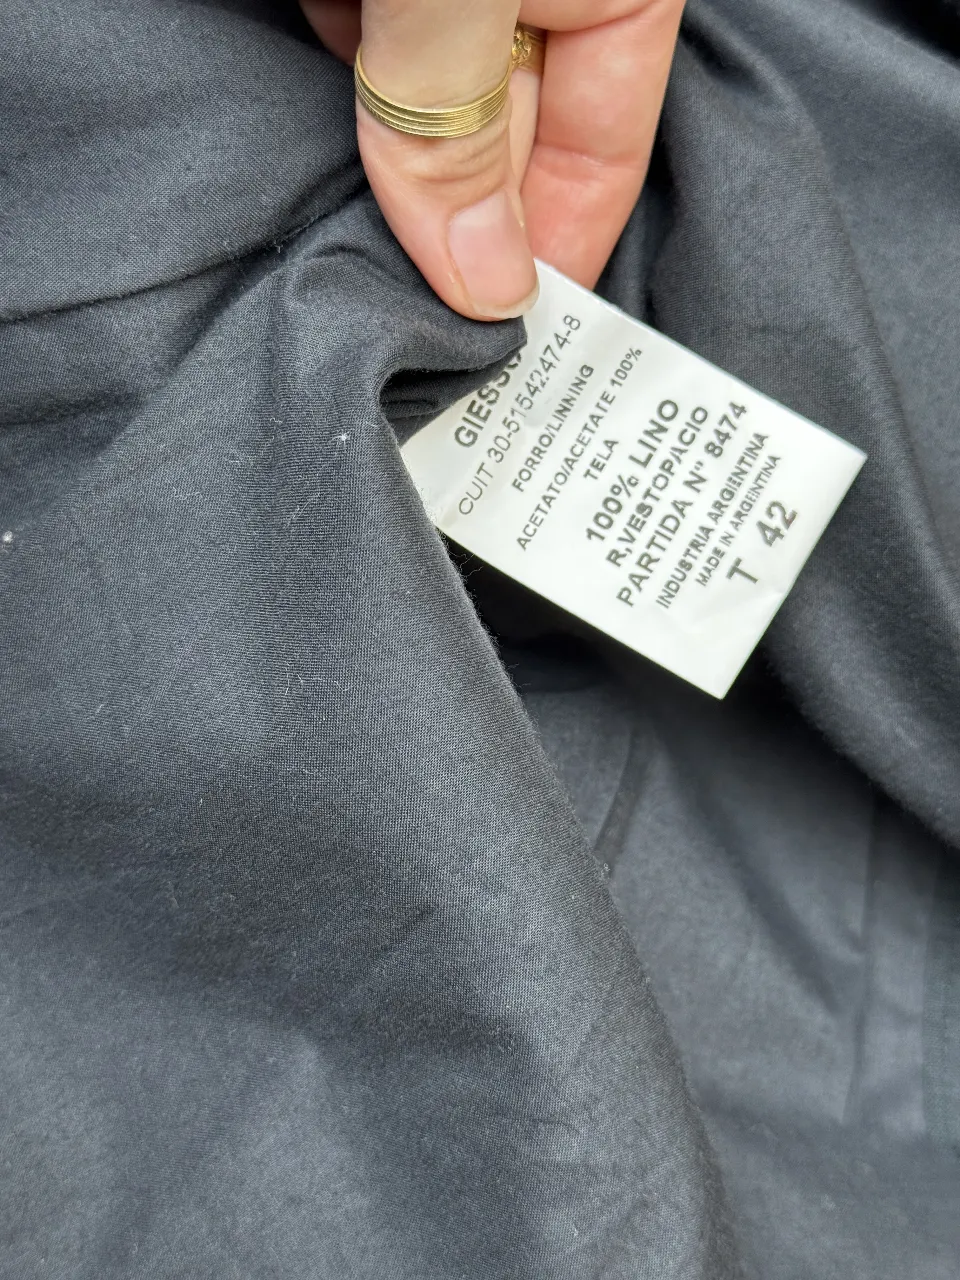 GIESSO
CUIT 30-51542474-8
FORRO/LINNING
ACETATO/ACETATE 100%
TELA
100% LINO
R,VESTOPACIO
PARTIDA N" 8474
INDUSTRIA ARGENTINA
MADE IN ARGENTINA
T 42